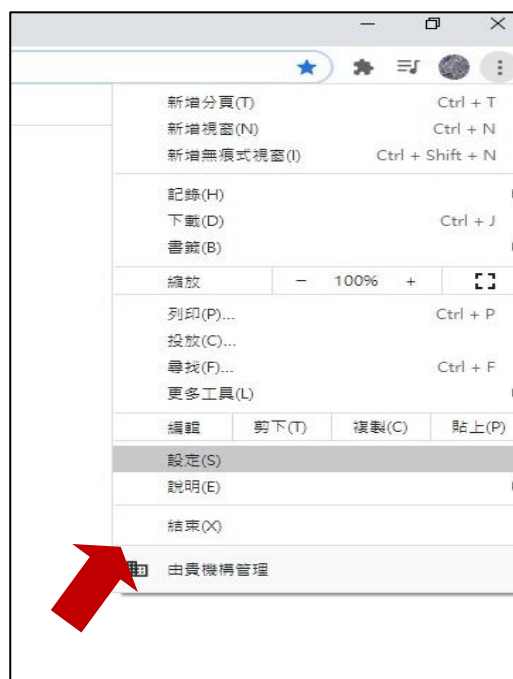 新增分頁(T) Ctrl + T
新增視窗(N) Ctrl + N
新增無痕式視窗(I) Ctrl + Shift + N
記錄(H)
下載(D) Ctrl + J
書籤(B)
縮放 − 100% +
列印(P)... Ctrl + P
投放(C)...
尋找(F)... Ctrl + F
更多工具(L)
編輯 剪下(T) 複製(C) 貼上(P)
設定(S)
說明(E)
結束(X)
由貴機構管理